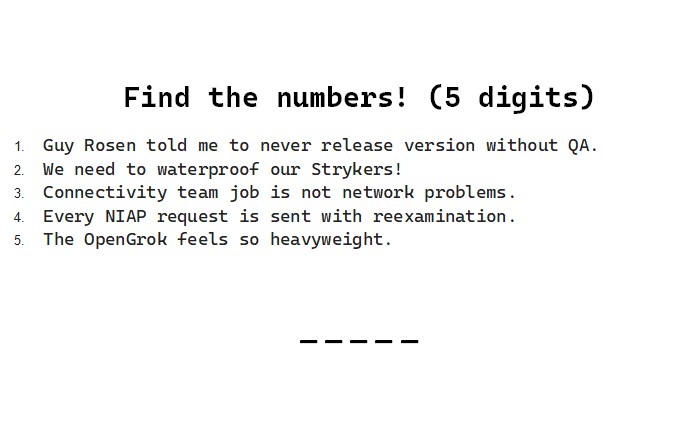 Find the numbers! (5 digits)
1. Guy Rosen told me to never release version without QA.
2. We need to waterproof our Strykers!
3. Connectivity team job is not network problems.
4. Every NIAP request is sent with reexamination.
5. The OpenGrok feels so heavyweight.
_ _ _ _ _